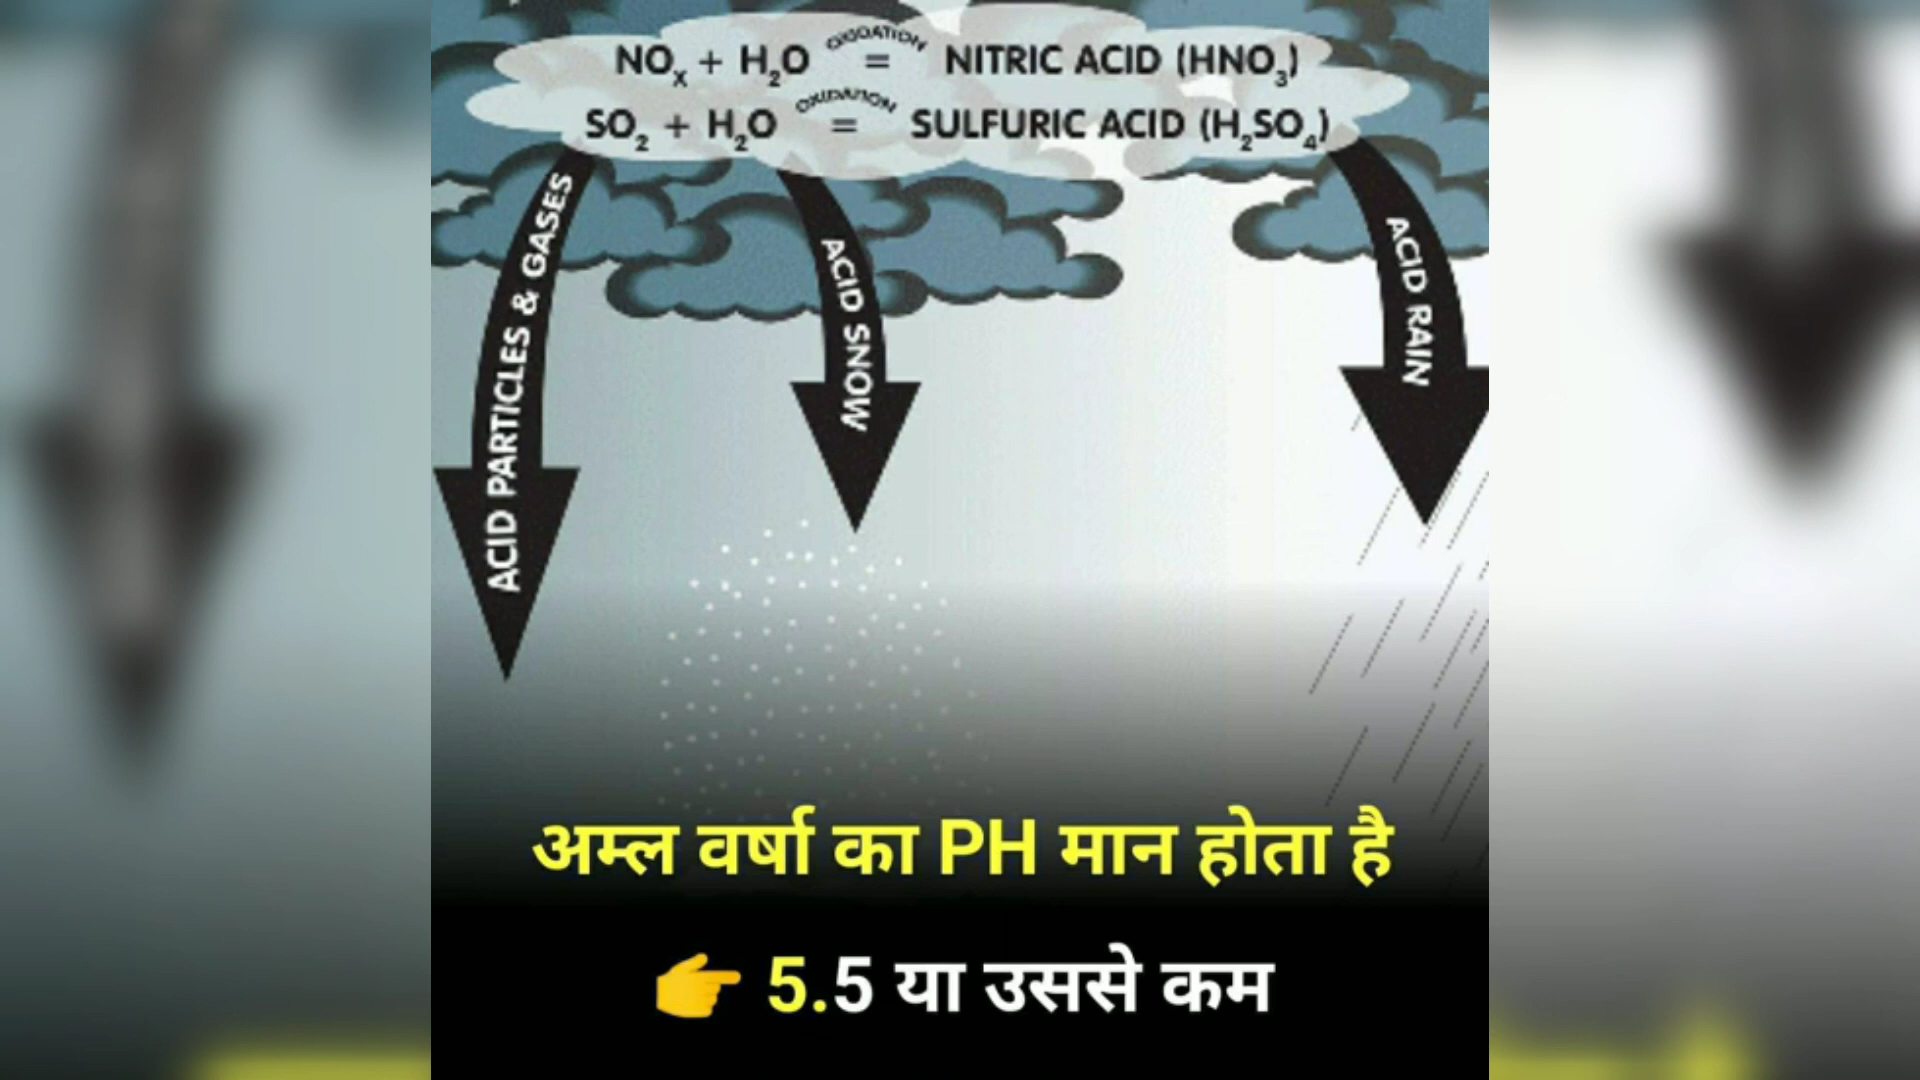 NOx + H₂O OXIDATION = NITRIC ACID (HNO₃)
SO₂ + H₂O OXIDATION = SULFURIC ACID (H₂SO₄)
ACID PARTICLES & GASES
ACID SNOW
ACID RAIN
अम्ल वर्षा का PH मान होता है
👉 5.5 या उससे कम